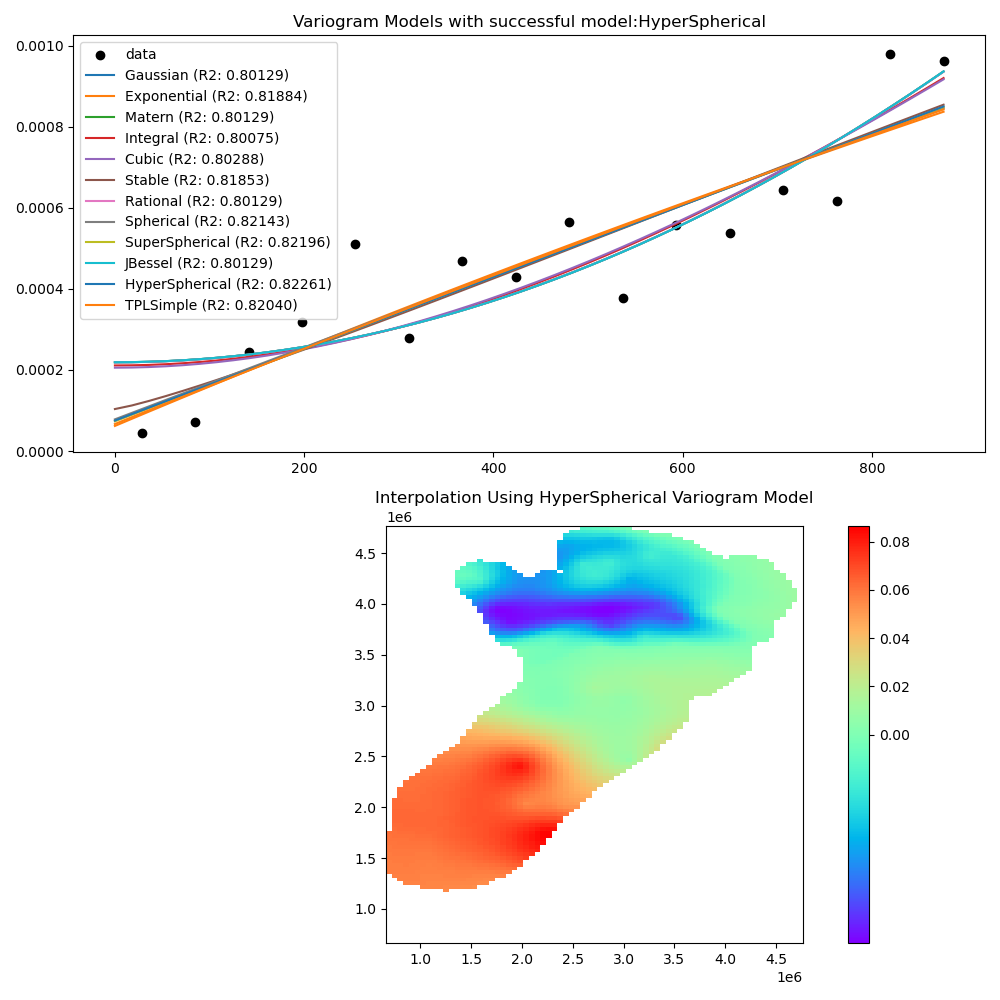 Variogram Models with successful model:HyperSpherical
0.0010
0.0008
0.0006
0.0004
0.0002
0.0000
data
Gaussian (R2: 0.80129)
Exponential (R2: 0.81884)
Matern (R2: 0.80129)
Integral (R2: 0.80075)
Cubic (R2: 0.80288)
Stable (R2: 0.81853)
Rational (R2: 0.80129)
Spherical (R2: 0.82143)
SuperSpherical (R2: 0.82196)
JBessel (R2: 0.80129)
HyperSpherical (R2: 0.82261)
TPLSimple (R2: 0.82040)
0 200 400 600 800
Interpolation Using HyperSpherical Variogram Model
1e6
4.5
4.0
3.5
3.0
2.5
2.0
1.5
1.0
1.0 1.5 2.0 2.5 3.0 3.5 4.0 4.5
1e6
0.08
0.06
0.04
0.02
0.00